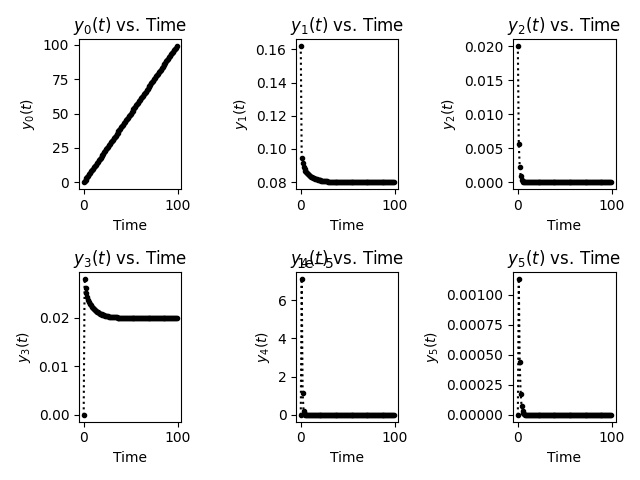 y₀(t) vs. Time
100
75
50
25
0
y₀(t)
0 100
Time
y₁(t) vs. Time
0.16
0.14
0.12
0.10
0.08
y₁(t)
0 100
Time
y₂(t) vs. Time
0.020
0.015
0.010
0.005
0.000
y₂(t)
0 100
Time
y₃(t) vs. Time
0.02
0.01
0.00
y₃(t)
0 100
Time
y₄(t) vs. Time
1e−5
6
4
2
0
y₄(t)
0 100
Time
y₅(t) vs. Time
0.00100
0.00075
0.00050
0.00025
0.00000
y₅(t)
0 100
Time